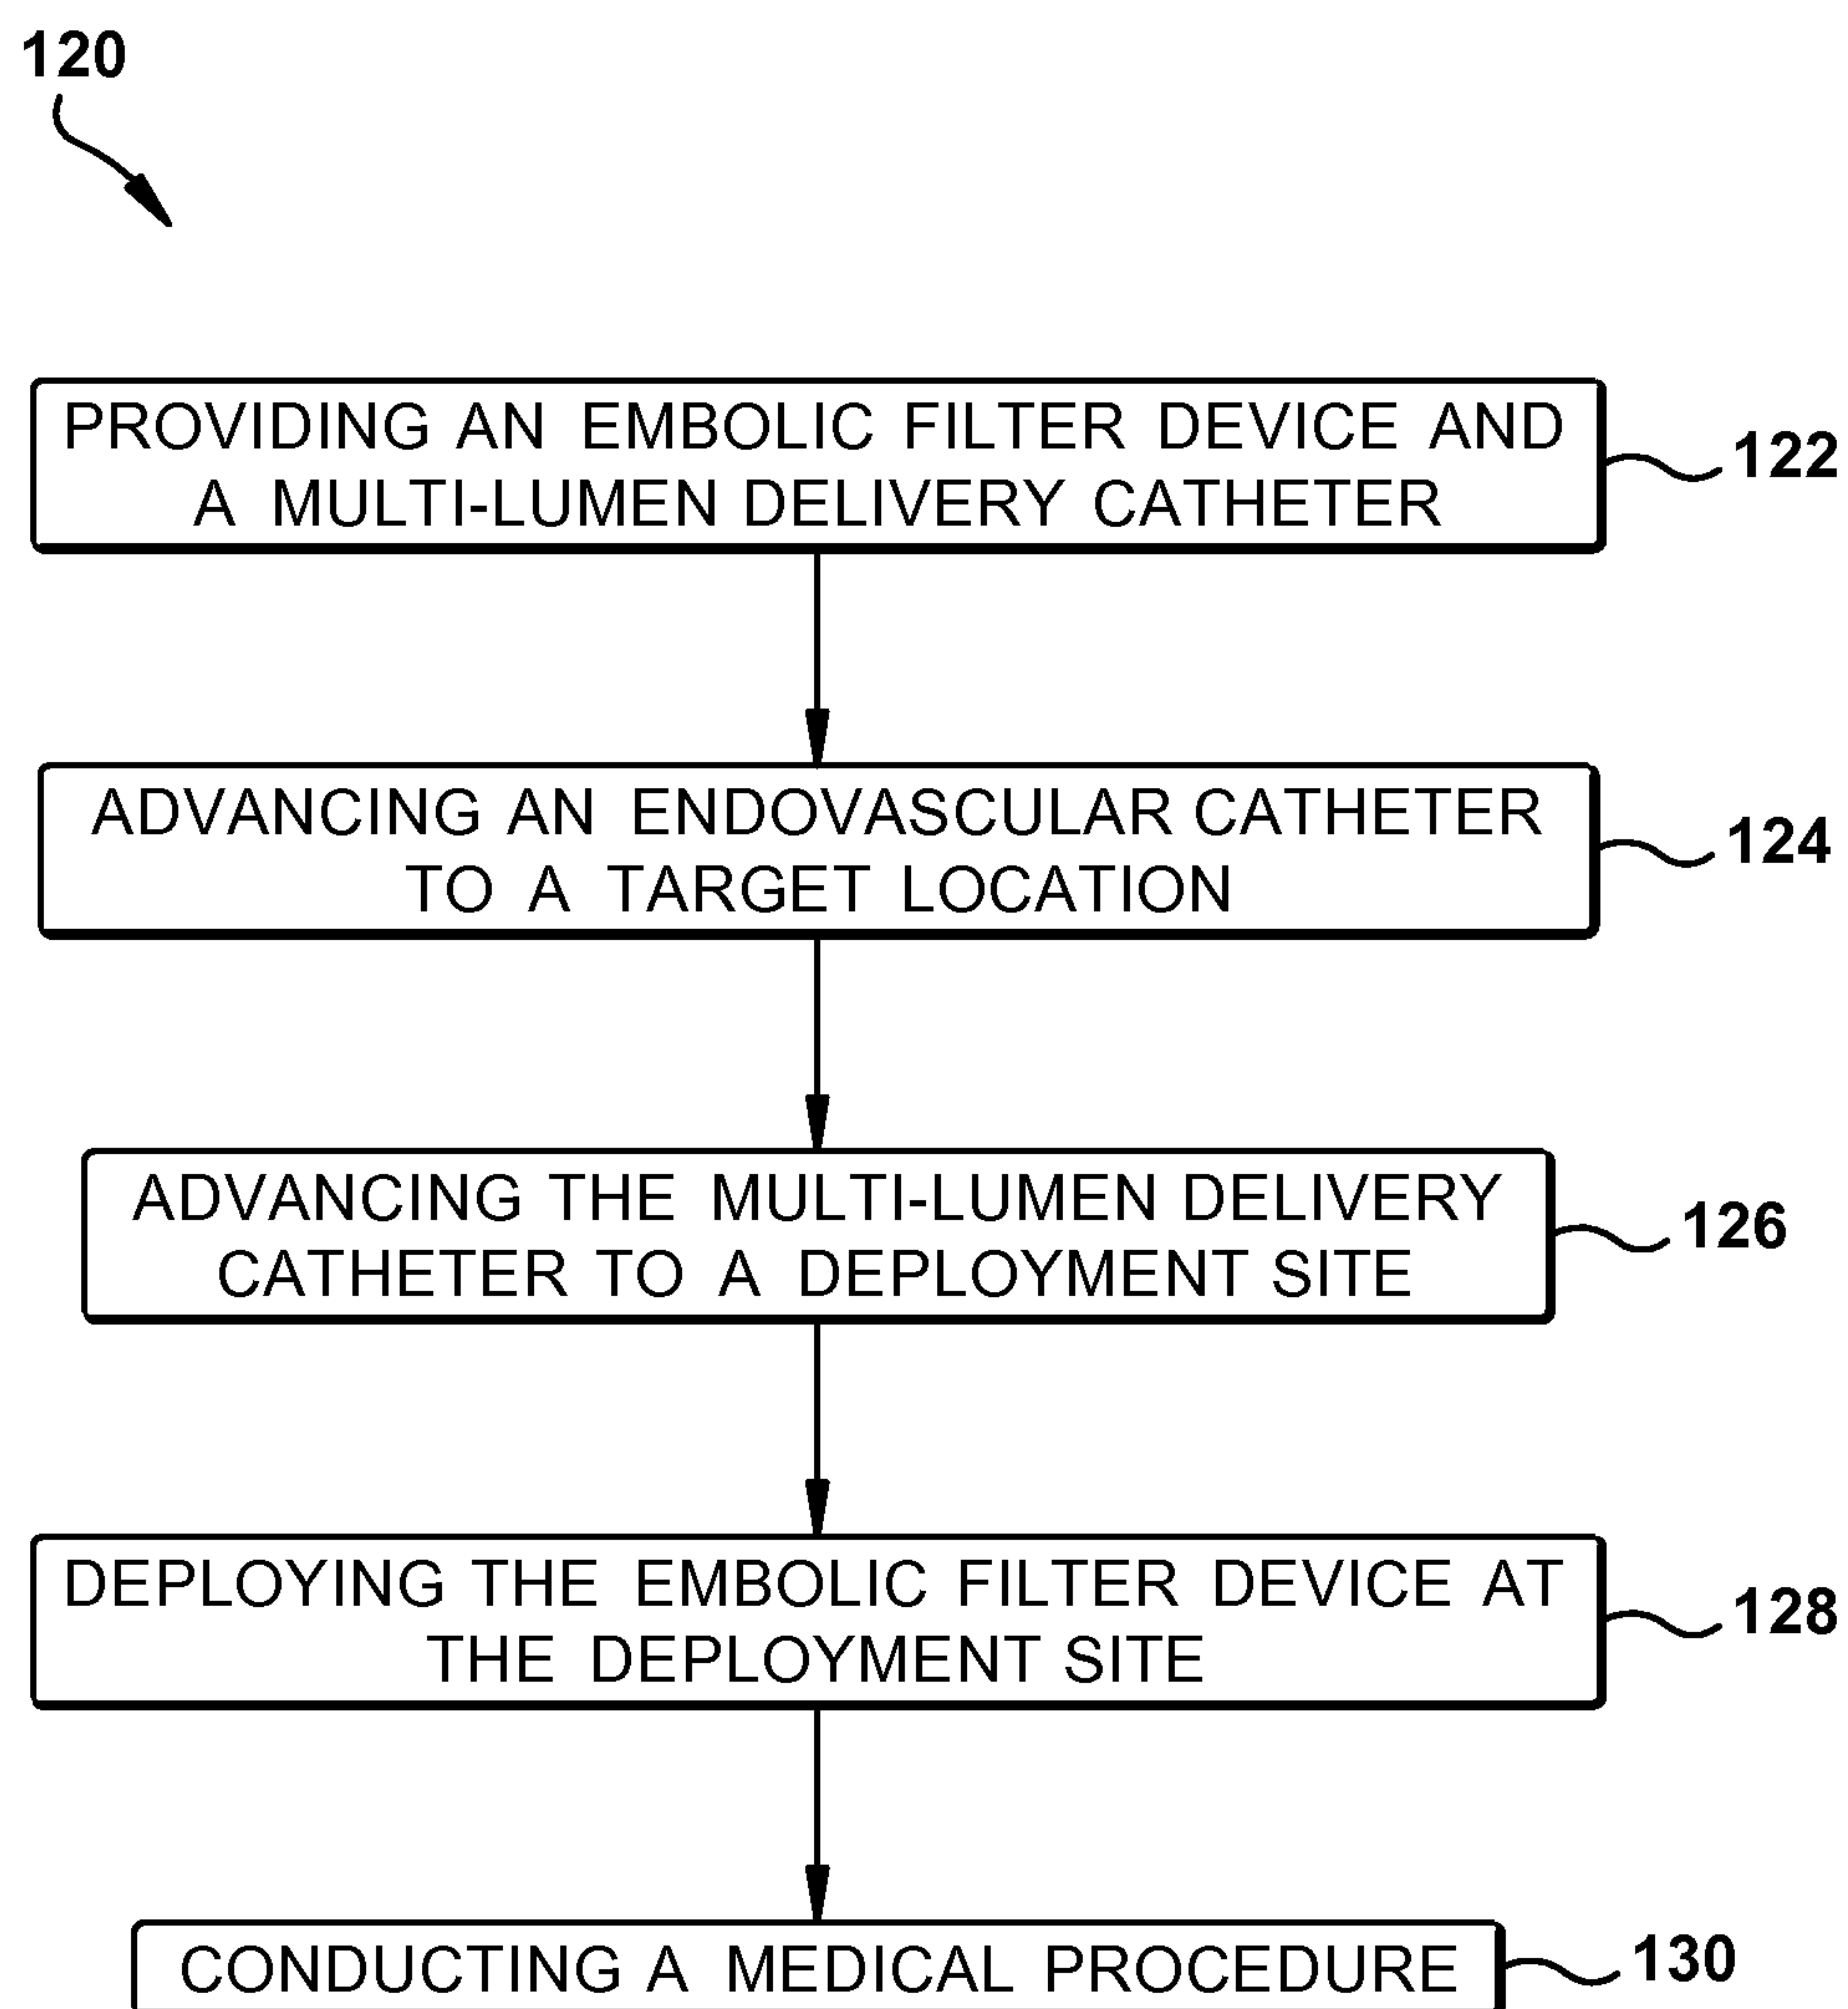 120
PROVIDING AN EMBOLIC FILTER DEVICE AND
A MULTI-LUMEN DELIVERY CATHETER
122
ADVANCING AN ENDOVASCULAR CATHETER
TO A TARGET LOCATION
124
ADVANCING THE MULTI-LUMEN DELIVERY
CATHETER TO A DEPLOYMENT SITE
126
DEPLOYING THE EMBOLIC FILTER DEVICE AT
THE DEPLOYMENT SITE
128
CONDUCTING A MEDICAL PROCEDURE
130